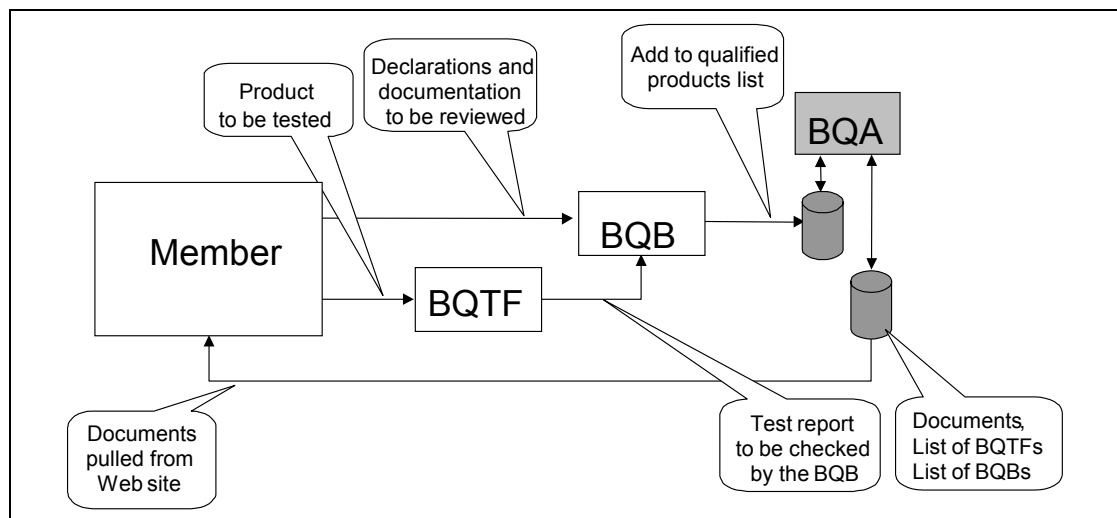 Product
to be tested
Declarations and
documentation
to be reviewed
Add to qualified
products list
BQA
Member
BQB
BQTF
Documents
pulled from
Web site
Test report
to be checked
by the BQB
Documents,
List of BQTFs
List of BQBs